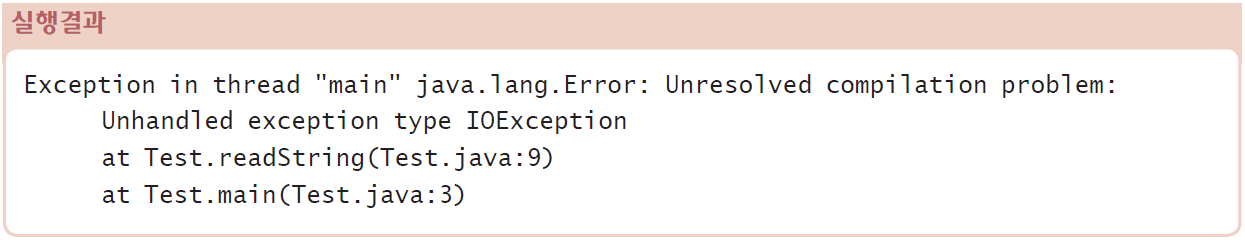 실행결과
Exception in thread "main" java.lang.Error: Unresolved compilation problem:
Unhandled exception type IOException
at Test.readString(Test.java:9)
at Test.main(Test.java:3)